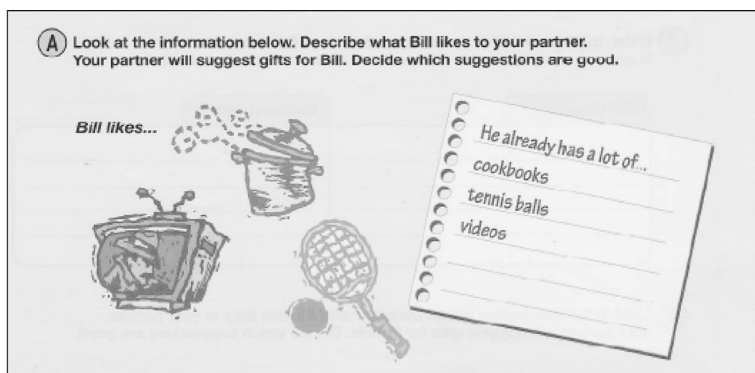 A Look at the information below. Describe what Bill likes to your partner.
Your partner will suggest gifts for Bill. Decide which suggestions are good.
Bill likes...
He already has a lot of...
cookbooks
tennis balls
videos